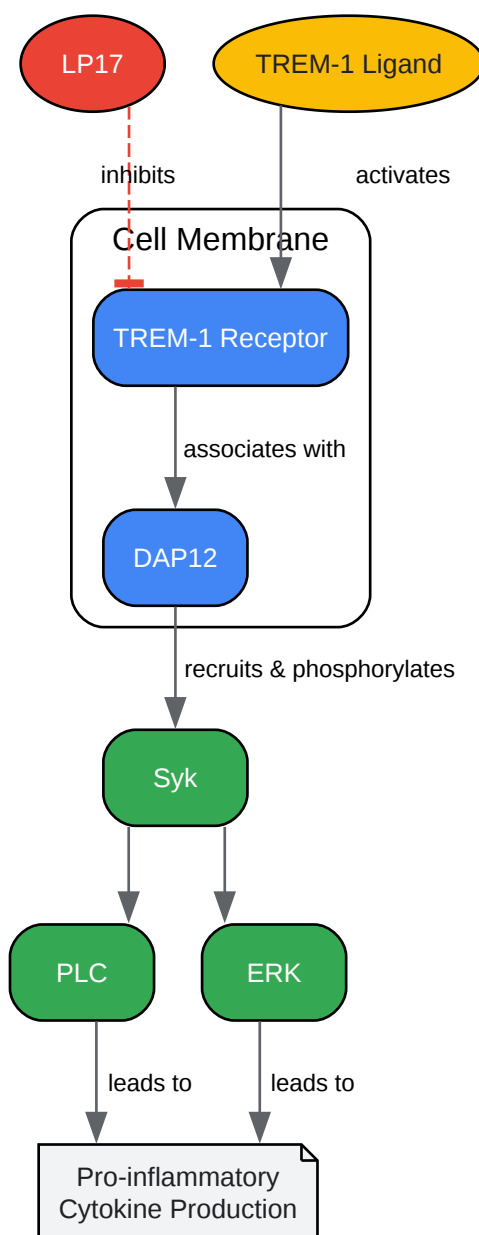 LP17
TREM-1 Ligand
inhibits
activates
Cell Membrane
TREM-1 Receptor
associates with
DAP12
recruits & phosphorylates
Syk
PLC
ERK
leads to
leads to
Pro-inflammatory
Cytokine Production